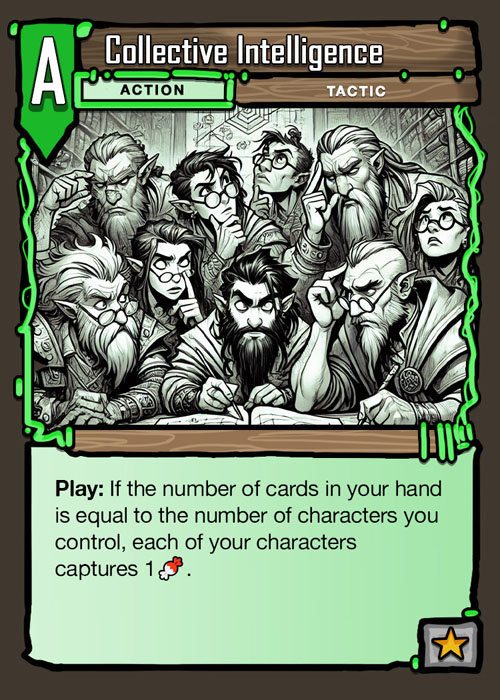 A
Collective Intelligence
ACTION
TACTIC
Play: If the number of cards in your hand
is equal to the number of characters you
control, each of your characters
captures 1 .